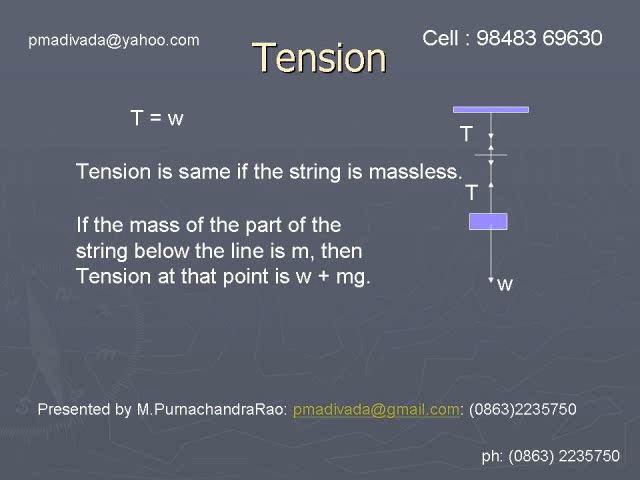 pmadivada@yahoo.com
Cell : 98483 69630
Tension
T = w
T
Tension is same if the string is massless.
T
If the mass of the part of the
string below the line is m, then
Tension at that point is w + mg.
w
Presented by M.PurnachandraRao: pmadivada@gmail.com: (0863)2235750
ph: (0863) 2235750